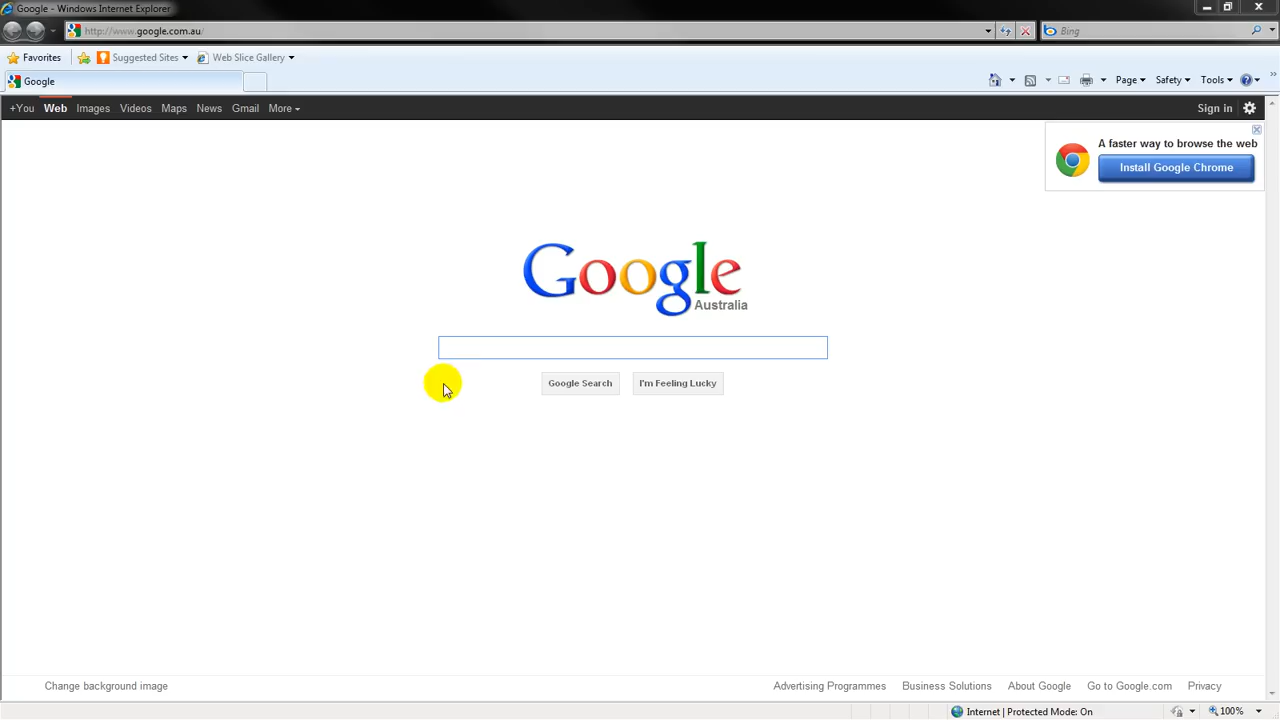 Google - Windows Internet Explorer
http://www.google.com.au/
Bing
Favorites Suggested Sites Web Slice Gallery
Google
Page Safety Tools
+You Web Images Videos Maps News Gmail More
Sign in
A faster way to browse the web
Install Google Chrome
Google
Australia
Google Search I'm Feeling Lucky
Change background image
Advertising Programmes Business Solutions About Google Go to Google.com Privacy
Internet | Protected Mode: On
100%